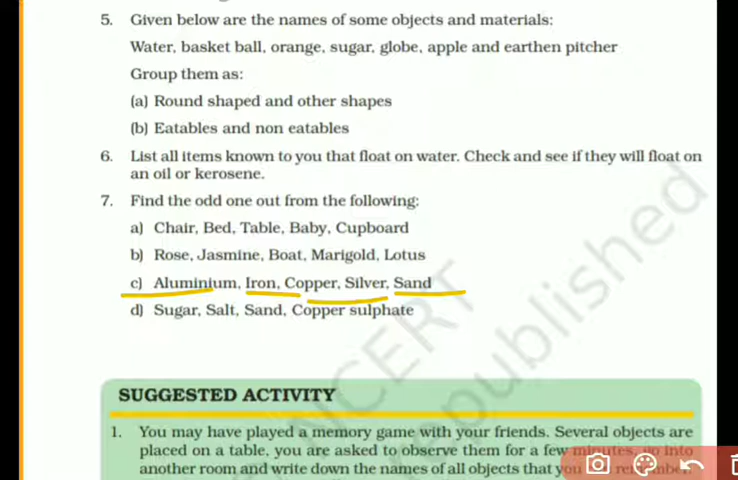 5. Given below are the names of some objects and materials:
Water, basket ball, orange, sugar, globe, apple and earthen pitcher
Group them as:
(a) Round shaped and other shapes
(b) Eatables and non eatables
6. List all items known to you that float on water. Check and see if they will float on
an oil or kerosene.
7. Find the odd one out from the following:
a) Chair, Bed, Table, Baby, Cupboard
b) Rose, Jasmine, Boat, Marigold, Lotus
c) Aluminium, Iron, Copper, Silver, Sand
d) Sugar, Salt, Sand, Copper sulphate
NCERT
republished
SUGGESTED ACTIVITY
1. You may have played a memory game with your friends. Several objects are
placed on a table, you are asked to observe them for a few minutes, go into
another room and write down the names of all objects that you